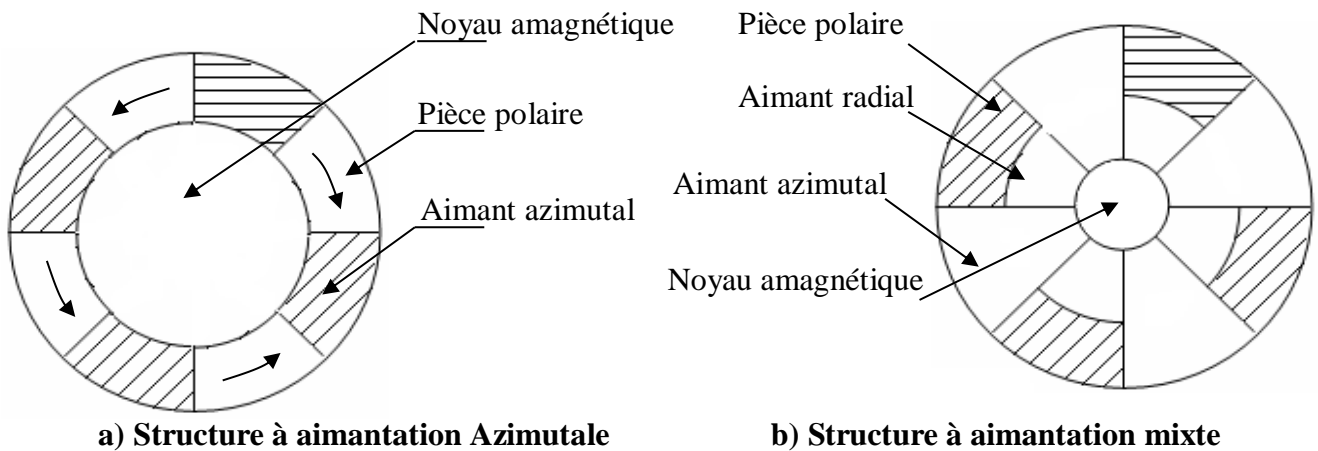 Noyau amagnétique
Pièce polaire
Aimant azimutal
a) Structure à aimantation Azimutale
Pièce polaire
Aimant radial
Aimant azimutal
Noyau amagnétique
b) Structure à aimantation mixte